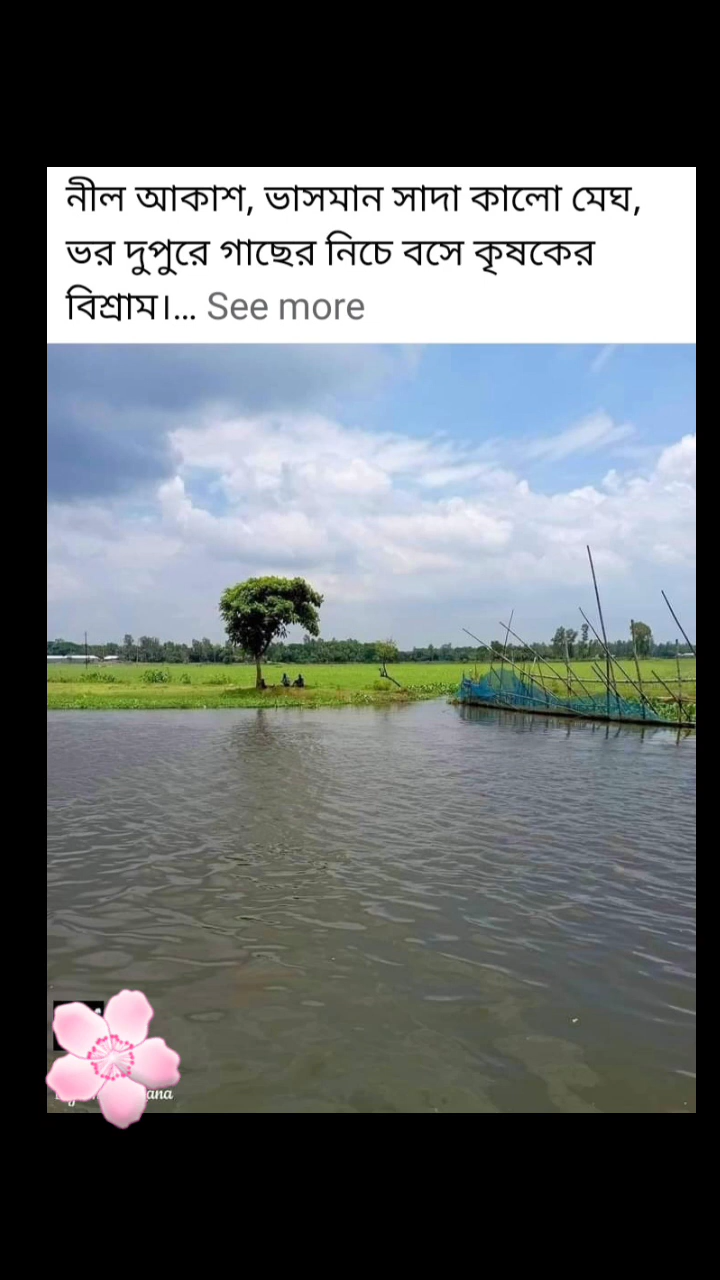 নীল আকাশ, ভাসমান সাদা কালো মেঘ,
ভর দুপুরে গাছের নিচে বসে কৃষকের
বিশ্রাম।... See more